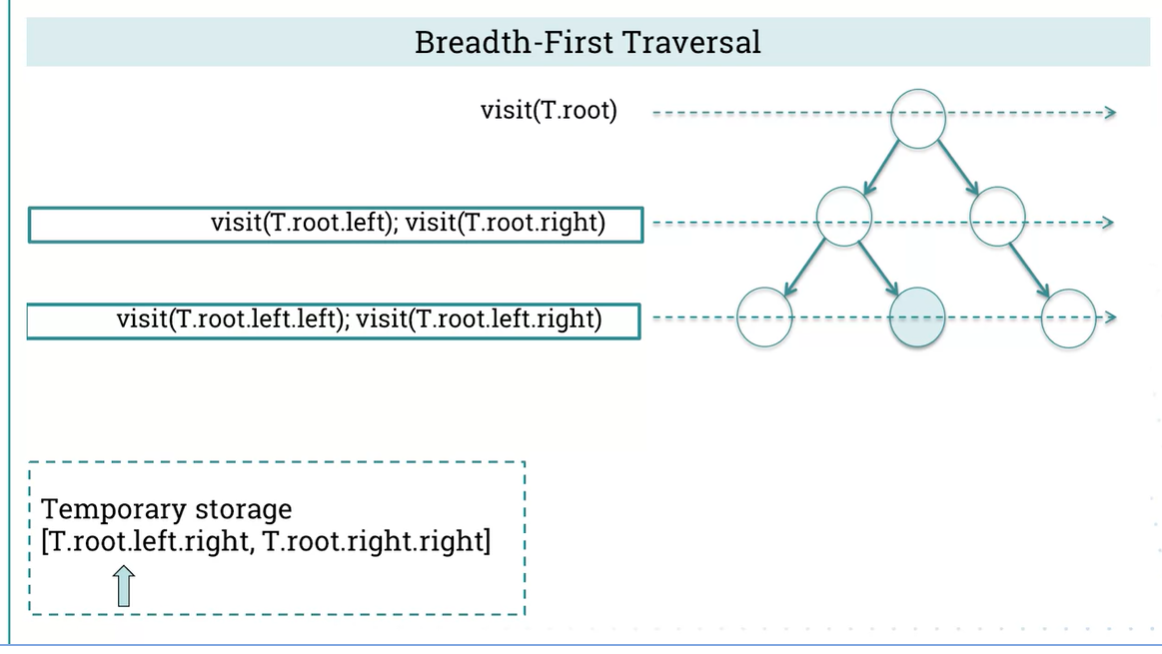 Breadth-First Traversal
visit(T.root)
visit(T.root.left); visit(T.root.right)
visit(T.root.left.left); visit(T.root.left.right)
Temporary storage
[T.root.left.right, T.root.right.right]